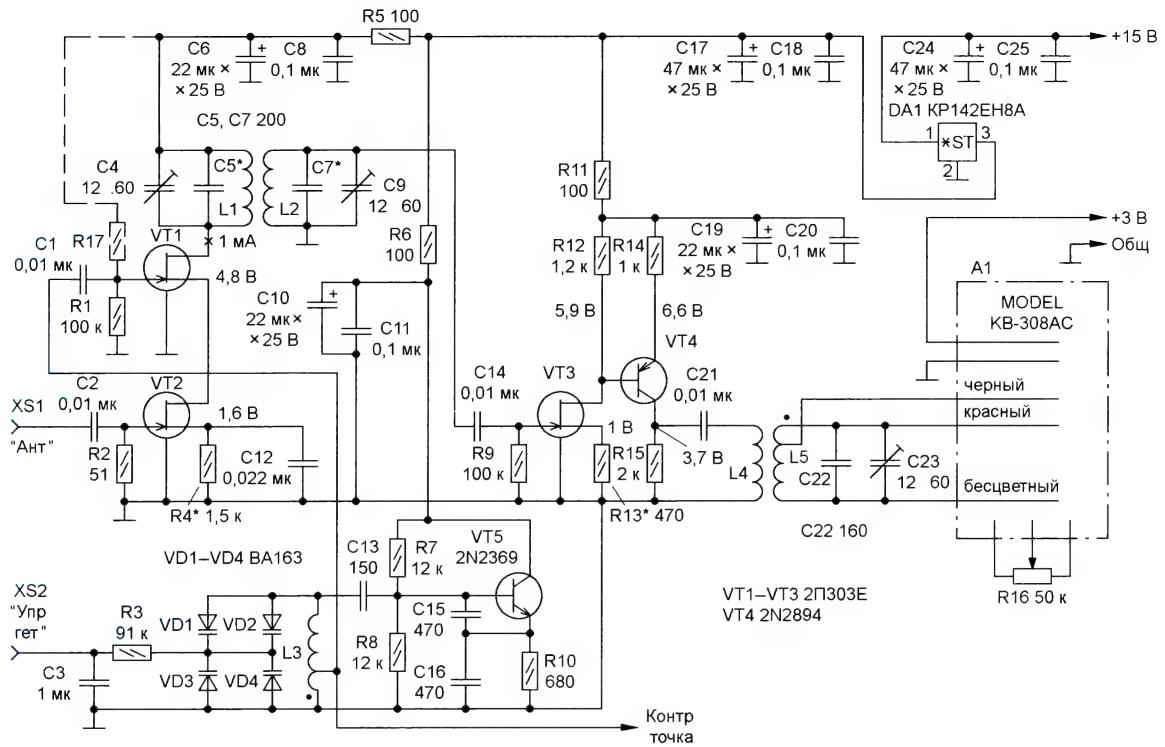 R5 100
C6
22 мк ×
× 25 В
+
C8
0,1 мк
C17
47 мк ×
× 25 В
+
C18
0,1 мк
C24
47 мк ×
× 25 В
+
C25
0,1 мк
+15 В
DA1 КР142ЕН8А
1
*ST
3
2
C5, C7 200
C4
12 .60
C5*
L1
L2
C7*
C9
12 60
R11
100
R6
100
R17
VT1
× 1 мА
C1
0,01 мк
4,8 В
R1
100 к
C10
22 мк×
× 25 В
+
C11
0,1 мк
R12
1,2 к
R14
1 к
C19
22 мк ×
× 25 В
+
C20
0,1 мк
+3 В
Общ
A1
MODEL
KB-308AC
5,9 В
6,6 В
VT4
XS1
"Ант"
C2
0,01 мк
VT2
1,6 В
R2
51
R4* 1,5 к
C12
0,022 мк
C14
0,01 мк
VT3
R9
100 к
1 В
R15
2 к
R13* 470
C21
0,01 мк
3,7 В
L4
L5
C22
C23
12 60
черный
красный
бесцветный
C22 160
R16 50 к
VD1–VD4 BA163
C13
150
R7
12 к
VT5
2N2369
VT1–VT3 2П303Е
VT4 2N2894
XS2
"Упр
гет"
R3
91 к
VD1
VD2
L3
R8
12 к
C15
470
C3
1 мк
VD3
VD4
C16
470
R10
680
Контр
точка